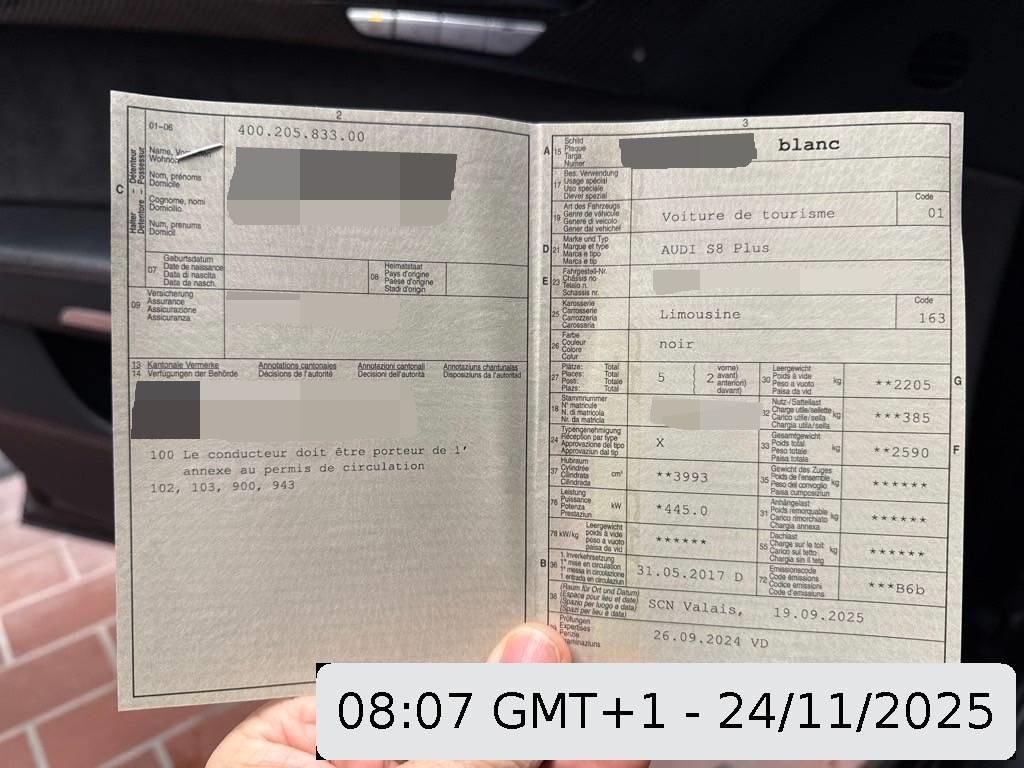 2
01–06
400.205.833.00
C
Halter – Détenteur
Detentore – Possessur
Wohnort
Nom, prénoms
Domicile
Cognome, nomi
Domicilio
Num, prenums
Domicil
07
Geburtsdatum
Date de naissance
Data di nascita
Data da nasch.
08
Heimatstaat
Pays d'origine
Paese d'origine
Stadi d'origin
09
Versicherung
Assurance
Assicurazione
Assicuranza
13 Kantonale Vermerke Annotations cantonales Annotazioni cantonali Annotaziuns chantunalas
14 Verfügungen der Behörde Décisions de l'autorité Decisioni dell'autorità Disposiziuns da l'autoritad
100 Le conducteur doit être porteur de l'
annexe au permis de circulation
102, 103, 900, 943
3
A 15
Schild
Plaque
Targa
Numer
blanc
17
Bes. Verwendung
Usage spécial
Uso speciale
Diever spezial
19
Art des Fahrzeugs
Genre de véhicule
Genere di veicolo
Gener dal vehichel
Voiture de tourisme
Code
01
D 21
Marke und Typ
Marque et type
Marca e tipo
Marca e tip
AUDI S8 Plus
E 23
Fahrgestell-Nr.
Châssis no
Telaio n.
Schassis nr.
25
Karosserie
Carrosserie
Carrozzeria
Carossaria
Limousine
Code
163
26
Farbe
Couleur
Colore
Colur
noir
27
Plätze: Total
Places: Total
Posti: Totale
Plazs: Total
5
2
vorne)
avant)
anteriori)
davant)
30
Leergewicht
Poids à vide
Peso a vuoto
Paisa da vid
kg
**2205
G
18
Stammnummer
N° matricule
N. di matricola
Nr. da matricla
32
Nutz-/Sattellast
Charge utile/sellette
Carico utile/sella
Chargia utila/sella
kg
***385
24
Typengenehmigung
Réception par type
Approvazione del tipo
Approvaziun dal tip
X
33
Gesamtgewicht
Poids total
Peso totale
Paisa totala
kg
**2590
F
37
Hubraum
Cylindrée
Cilindrata
Cilindrada
cm³
**3993
35
Gewicht des Zuges
Poids de l'ensemble
Peso del convoglio
Paisa cumposiziun
kg
******
76
Leistung
Puissance
Potenza
Prestaziun
kW
*445.0
31
Anhängelast
Poids remorquable
Carico rimorchiato
Chargia annexa
kg
******
78 kW/kg
Leergewicht
poids à vide
peso a vuoto
paisa da vid
******
55
Dachlast
Charge sur le toit
Carico sul tetto
Chargia sin il tetg
kg
******
B 36
1. Inverkehrsetzung
1re mise en circulation
1a messa in circolazione
1. entrada en circulaziun
31.05.2017 D
72
Emissionscode
Code émissions
Codice emissioni
Code d'emissiuns
***B6b
38
(Raum für Ort und Datum)
(Espace pour lieu et date)
(Spazio per luogo e data)
(Spazi per lieu e data)
SCN Valais, 19.09.2025
Prüfungen
Expertises
Perizie
26.09.2024 VD
08:07 GMT+1 - 24/11/2025